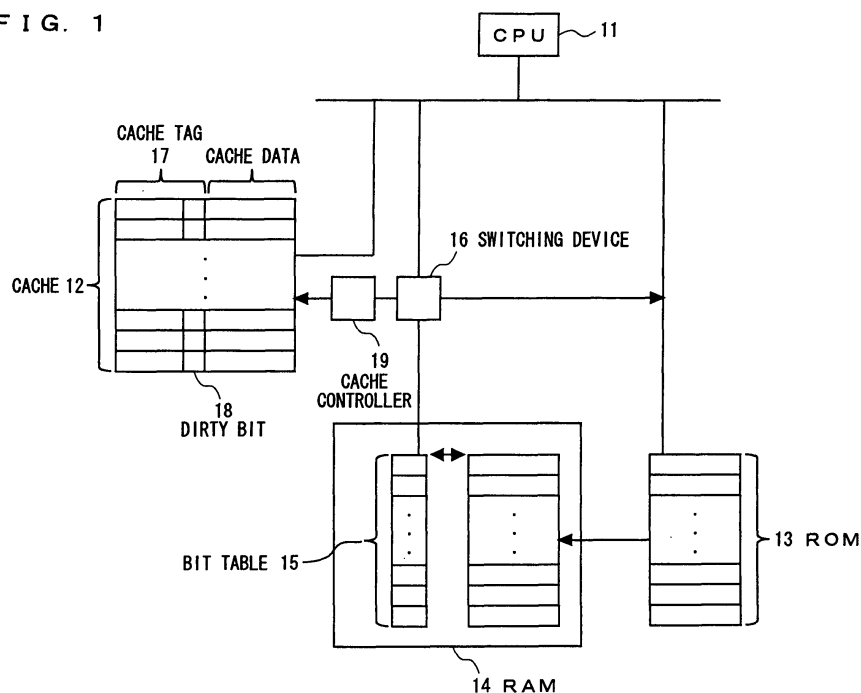 FIG. 1
CPU
11
CACHE TAG
17
CACHE DATA
16 SWITCHING DEVICE
CACHE 12
19
CACHE
CONTROLLER
18
DIRTY BIT
BIT TABLE 15
13 ROM
14 RAM